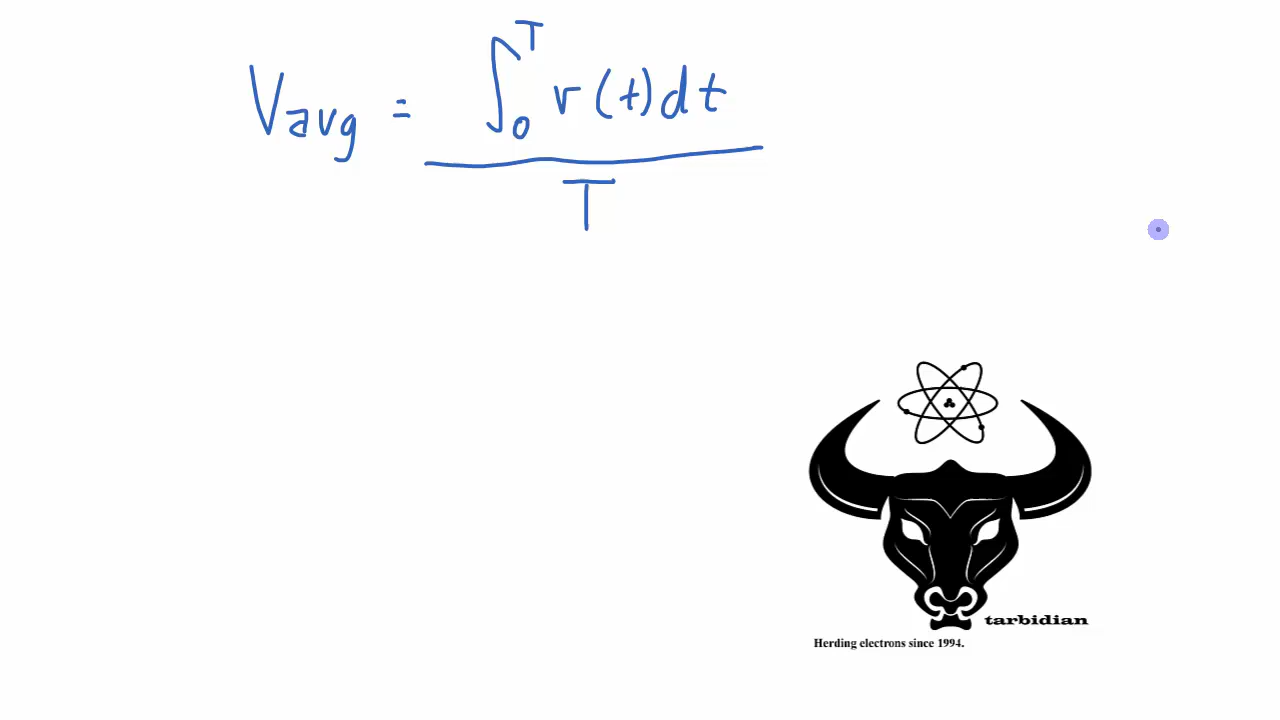 Vavg = ∫₀ᵀ v(t)dt
T
tarbidian
Herding electrons since 1994.